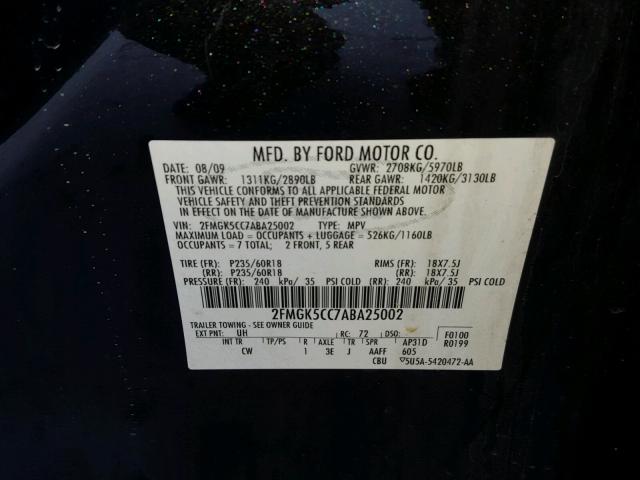 MFD. BY FORD MOTOR CO.
DATE: 08/09 GVWR: 2708KG/5970LB
FRONT GAWR: 1311KG/2890LB REAR GAWR: 1420KG/3130LB
THIS VEHICLE CONFORMS TO ALL APPLICABLE FEDERAL MOTOR
VEHICLE SAFETY AND THEFT PREVENTION STANDARDS
IN EFFECT ON THE DATE OF MANUFACTURE SHOWN ABOVE.
VIN: 2FMGK5CC7ABA25002 TYPE: MPV
MAXIMUM LOAD = OCCUPANTS + LUGGAGE = 526KG/1160LB
OCCUPANTS = 7 TOTAL; 2 FRONT, 5 REAR
TIRE (FR): P235/60R18 RIMS (FR): 18X7.5J
(RR): P235/60R18 (RR): 18X7.5J
PRESSURE (FR): 240 kPa/ 35 PSI COLD (RR): 240 kPa/ 35 PSI COLD
2FMGK5CC7ABA25002
TRAILER TOWING - SEE OWNER GUIDE
EXT PNT: UH RC: 72 DSO: F0100
R0199
INT TR TP/PS R AXLE TR SPR AP31D
CW 1 3E J AAFF 605
CBU 5U5A-5420472-AA